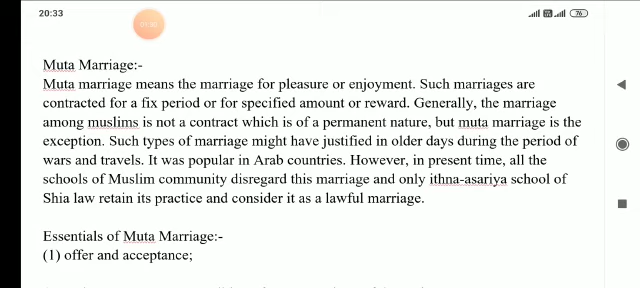 20:33
76
Muta Marriage:-
Muta marriage means the marriage for pleasure or enjoyment. Such marriages are
contracted for a fix period or for specified amount or reward. Generally, the marriage
among muslims is not a contract which is of a permanent nature, but muta marriage is the
exception. Such types of marriage might have justified in older days during the period of
wars and travels. It was popular in Arab countries. However, in present time, all the
schools of Muslim community disregard this marriage and only ithna-asariya school of
Shia law retain its practice and consider it as a lawful marriage.
Essentials of Muta Marriage:-
(1) offer and acceptance;